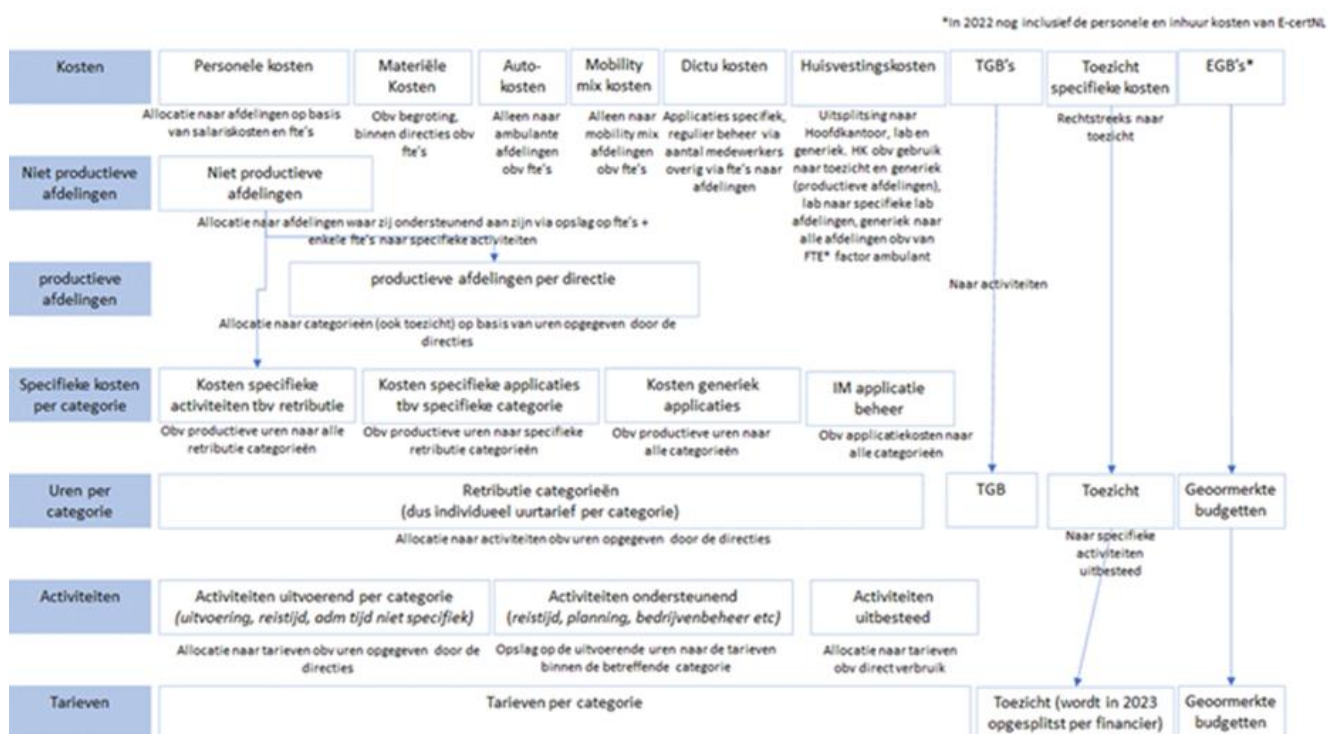 *In 2022 nog inclusief de personele en inhuur kosten van E-certNL
Kosten
Personele kosten
Materiële
Kosten
Auto-
kosten
Mobility
mix kosten
Dictu kosten
Huisvestingskosten
TGB's
Toezicht
specifieke kosten
EGB's*
Allocatie naar afdelingen op basis
van salariskosten en fte's
Obv begroting,
binnen directies obv
fte's
Alleen naar
ambulante
afdelingen
obv fte's
Alleen naar
mobility mix
afdelingen
obv fte's
Applicaties specifiek,
regulier beheer via
aantal medewerkers
overig via fte's naar
afdelingen
Uitsplitsing naar
Hoofdkantoor, lab en
generiek. HK obv gebruik
naar toezicht en generiek
(productieve afdelingen),
lab naar specifieke lab
afdelingen, generiek naar
alle afdelingen obv van
FTE* factor ambulant
Rechtstreeks naar
toezicht
Niet productieve
afdelingen
Niet productieve
afdelingen
Allocatie naar afdelingen waar zij ondersteunend aan zijn via opslag op fte's +
enkele fte's naar specifieke activiteiten
productieve
afdelingen
productieve afdelingen per directie
Naar activiteiten
Allocatie naar categorieën (ook toezicht) op basis van uren opgegeven door de
directies
Specifieke kosten
per categorie
Kosten specifieke
activiteiten tbv retributie
Kosten specifieke applicaties
tbv specifieke categorie
Kosten generiek
applicaties
IM applicatie
beheer
Obv productieve uren naar alle
retributie categorieën
Obv productieve uren naar specifieke
retributie categorieën
Obv productieve uren naar
alle categorieën
Obv applicatiekosten naar
alle categorieën
Uren per
categorie
Retributie categorieën
(dus individueel uurtarief per categorie)
TGB
Toezicht
Geoormerkte
budgetten
Allocatie naar activiteiten obv uren opgegeven door de directies
Naar specifieke
activiteiten
uitbesteed
Activiteiten
Activiteiten uitvoerend per categorie
(uitvoering, reistijd, adm tijd niet specifiek)
Activiteiten ondersteunend
(reistijd, planning, bedrijvenbeheer etc)
Activiteiten
uitbesteed
Allocatie naar tarieven obv uren opgegeven door de
directies
Opslag op de uitvoerende uren naar de tarieven
binnen de betreffende categorie
Allocatie naar tarieven
obv direct verbruik
Tarieven
Tarieven per categorie
Toezicht (wordt in 2023
opgesplitst per financier)
Geoormerkte
budgetten